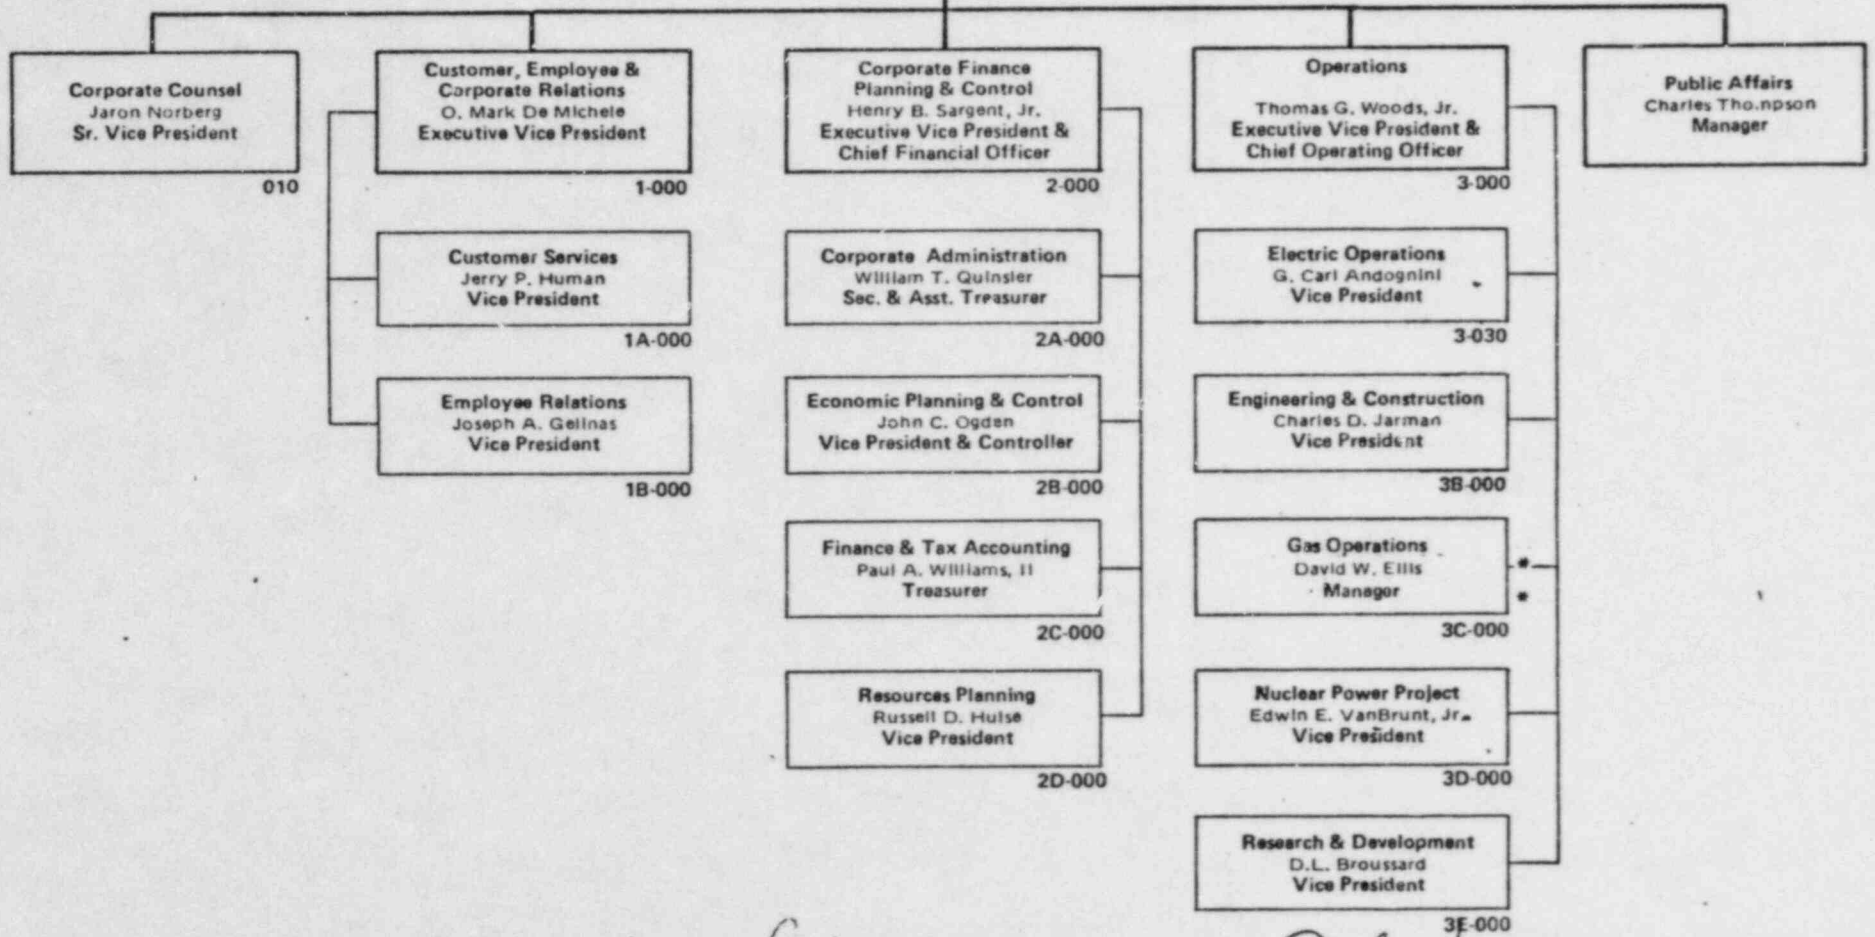 Corporate Counsel
Jaron Norberg
Sr. Vice President
010
Customer, Employee &
Corporate Relations
O. Mark De Michele
Executive Vice President
1-000
Corporate Finance
Planning & Control
Henry B. Sargent, Jr.
Executive Vice President &
Chief Financial Officer
2-000
Operations
Thomas G. Woods, Jr.
Executive Vice President &
Chief Operating Officer
3-000
Public Affairs
Charles Thompson
Manager
Customer Services
Jerry P. Human
Vice President
1A-000
Employee Relations
Joseph A. Gelinas
Vice President
1B-000
Corporate Administration
William T. Quinsler
Sec. & Asst. Treasurer
2A-000
Economic Planning & Control
John C. Ogden
Vice President & Controller
2B-000
Finance & Tax Accounting
Paul A. Williams, II
Treasurer
2C-000
Resources Planning
Russell D. Hulse
Vice President
2D-000
Electric Operations
G. Carl Andognini
Vice President
3-030
Engineering & Construction
Charles D. Jarman
Vice President
3B-000
Gas Operations
David W. Ellis
Manager
*
*
3C-000
Nuclear Power Project
Edwin E. VanBrunt, Jr.
Vice President
3D-000
Research & Development
D.L. Broussard
Vice President
3E-000